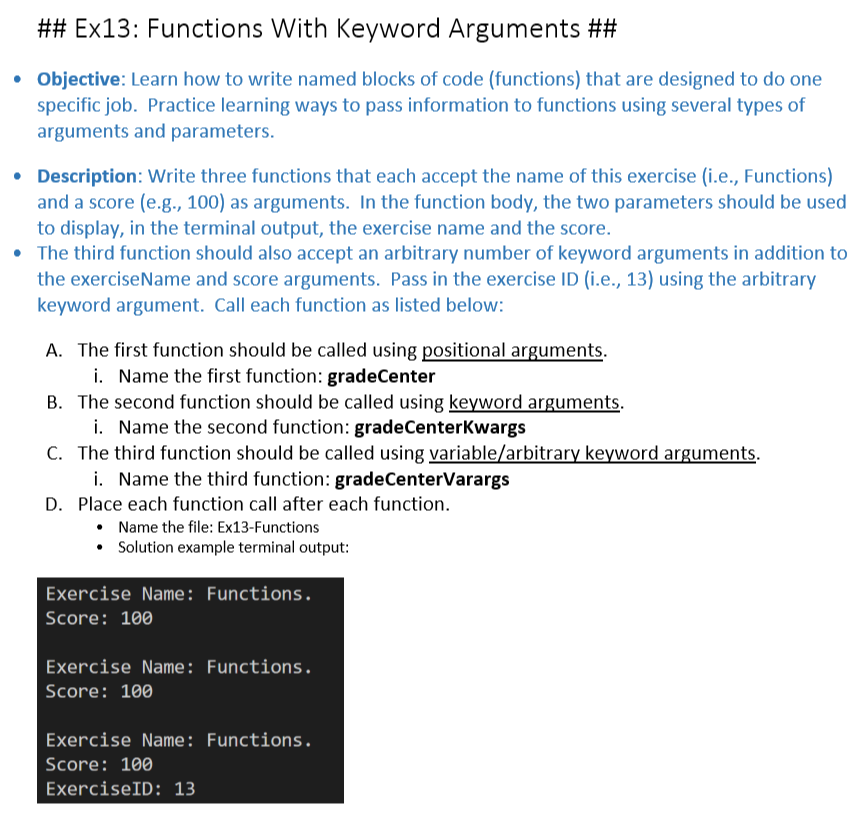 ## Ex13: Functions With Keyword Arguments ##
• Objective: Learn how to write named blocks of code (functions) that are designed to do one
specific job.  Practice learning ways to pass information to functions using several types of
arguments and parameters.
• Description: Write three functions that each accept the name of this exercise (i.e., Functions)
and a score (e.g., 100) as arguments.  In the function body, the two parameters should be used
to display, in the terminal output, the exercise name and the score.
• The third function should also accept an arbitrary number of keyword arguments in addition to
the exerciseName and score arguments.  Pass in the exercise ID (i.e., 13) using the arbitrary
keyword argument.  Call each function as listed below:
A. The first function should be called using positional arguments.
i. Name the first function: gradeCenter
B. The second function should be called using keyword arguments.
i. Name the second function: gradeCenterKwargs
C. The third function should be called using variable/arbitrary keyword arguments.
i. Name the third function: gradeCenterVarargs
D. Place each function call after each function.
• Name the file: Ex13-Functions
• Solution example terminal output:
Exercise Name: Functions.
Score: 100
Exercise Name: Functions.
Score: 100
Exercise Name: Functions.
Score: 100
ExerciseID: 13